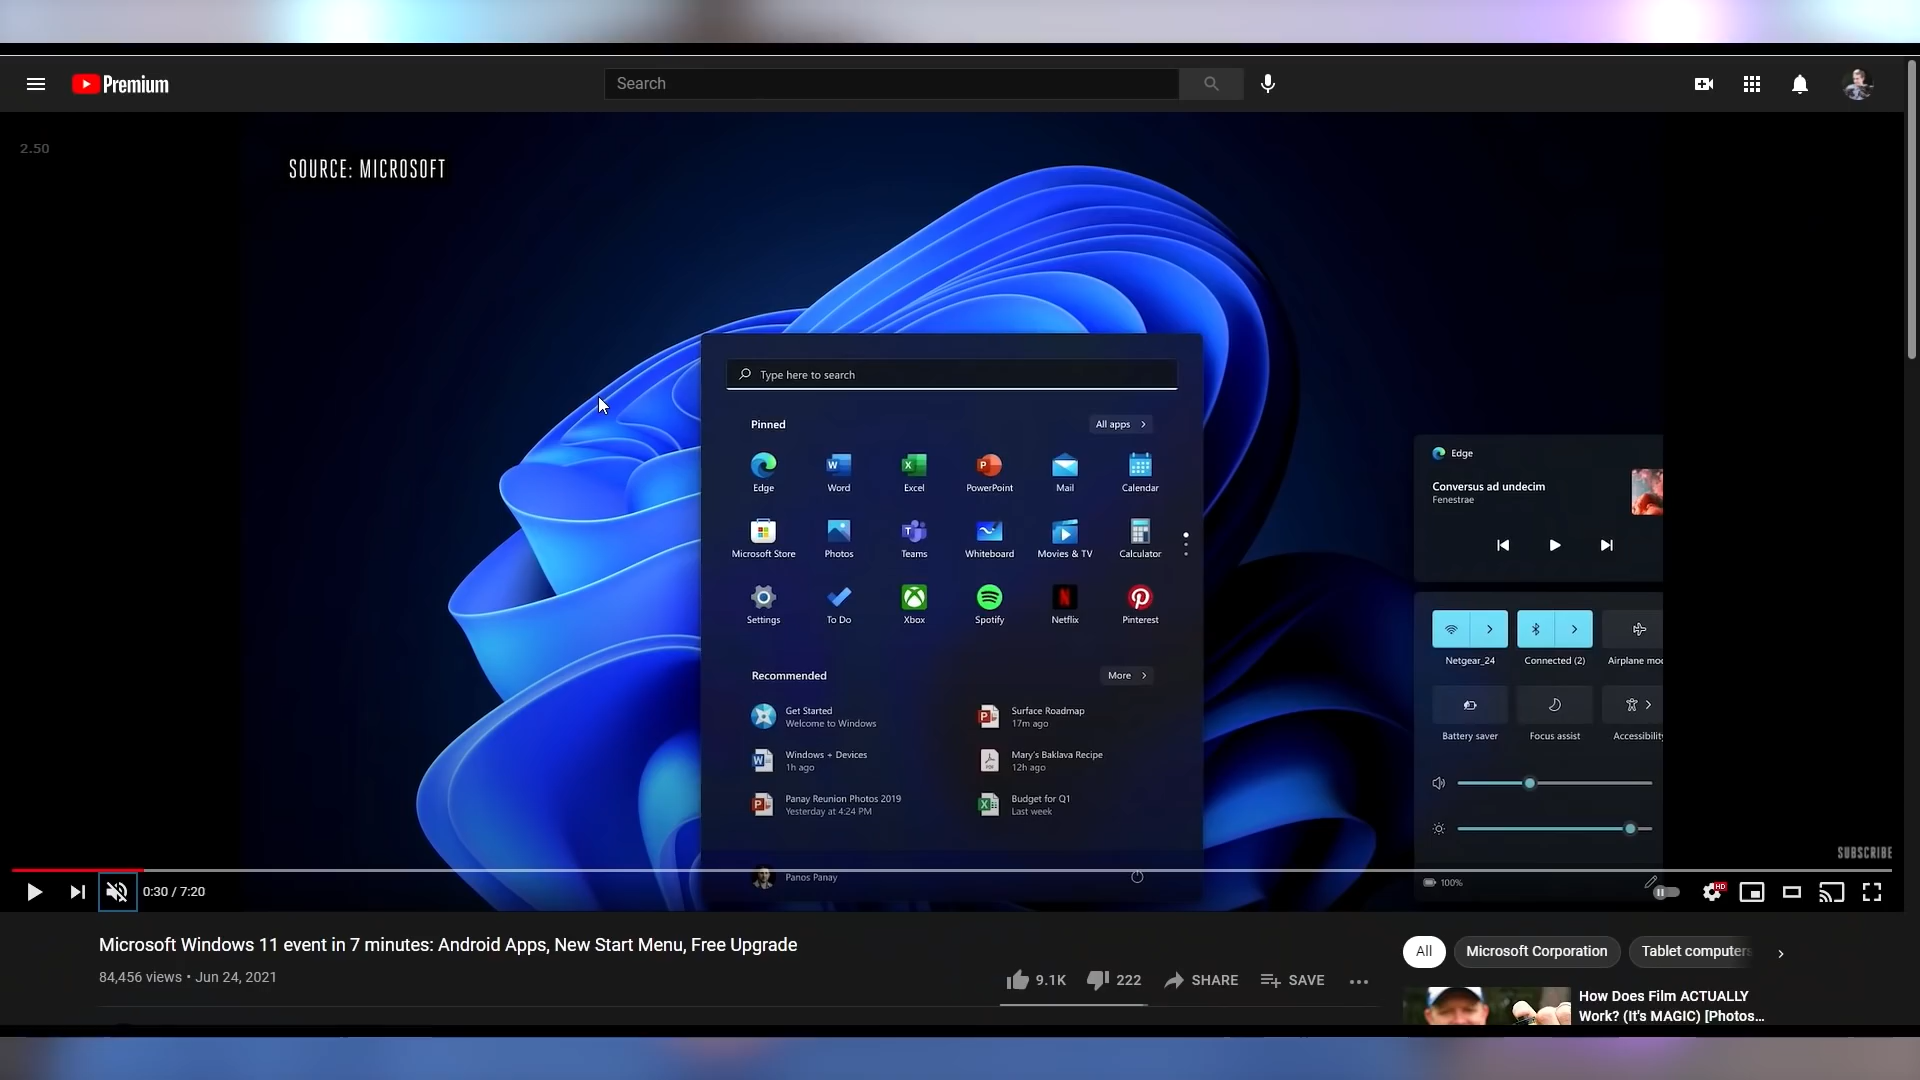 Premium
Search
2.50
SOURCE: MICROSOFT
Type here to search
Pinned
All apps
Edge
Word
Excel
PowerPoint
Mail
Calendar
Microsoft Store
Photos
Teams
Whiteboard
Movies & TV
Calculator
Settings
To Do
Xbox
Spotify
Netflix
Pinterest
Recommended
More
Get Started
Welcome to Windows
Surface Roadmap
17m ago
Windows + Devices
1h ago
Mary's Baklava Recipe
12h ago
Panay Reunion Photos 2019
Yesterday at 4:24 PM
Budget for Q1
Last week
Panos Panay
Edge
Conversus ad undecim
Fenestrae
Netgear_24
Connected (2)
Airplane mod
Battery saver
Focus assist
Accessibility
100%
SUBSCRIBE
0:30 / 7:20
HD
Microsoft Windows 11 event in 7 minutes: Android Apps, New Start Menu, Free Upgrade
84,456 views • Jun 24, 2021
9.1K
222
SHARE
SAVE
All
Microsoft Corporation
Tablet computers
How Does Film ACTUALLY
Work? (It's MAGIC) [Photos...